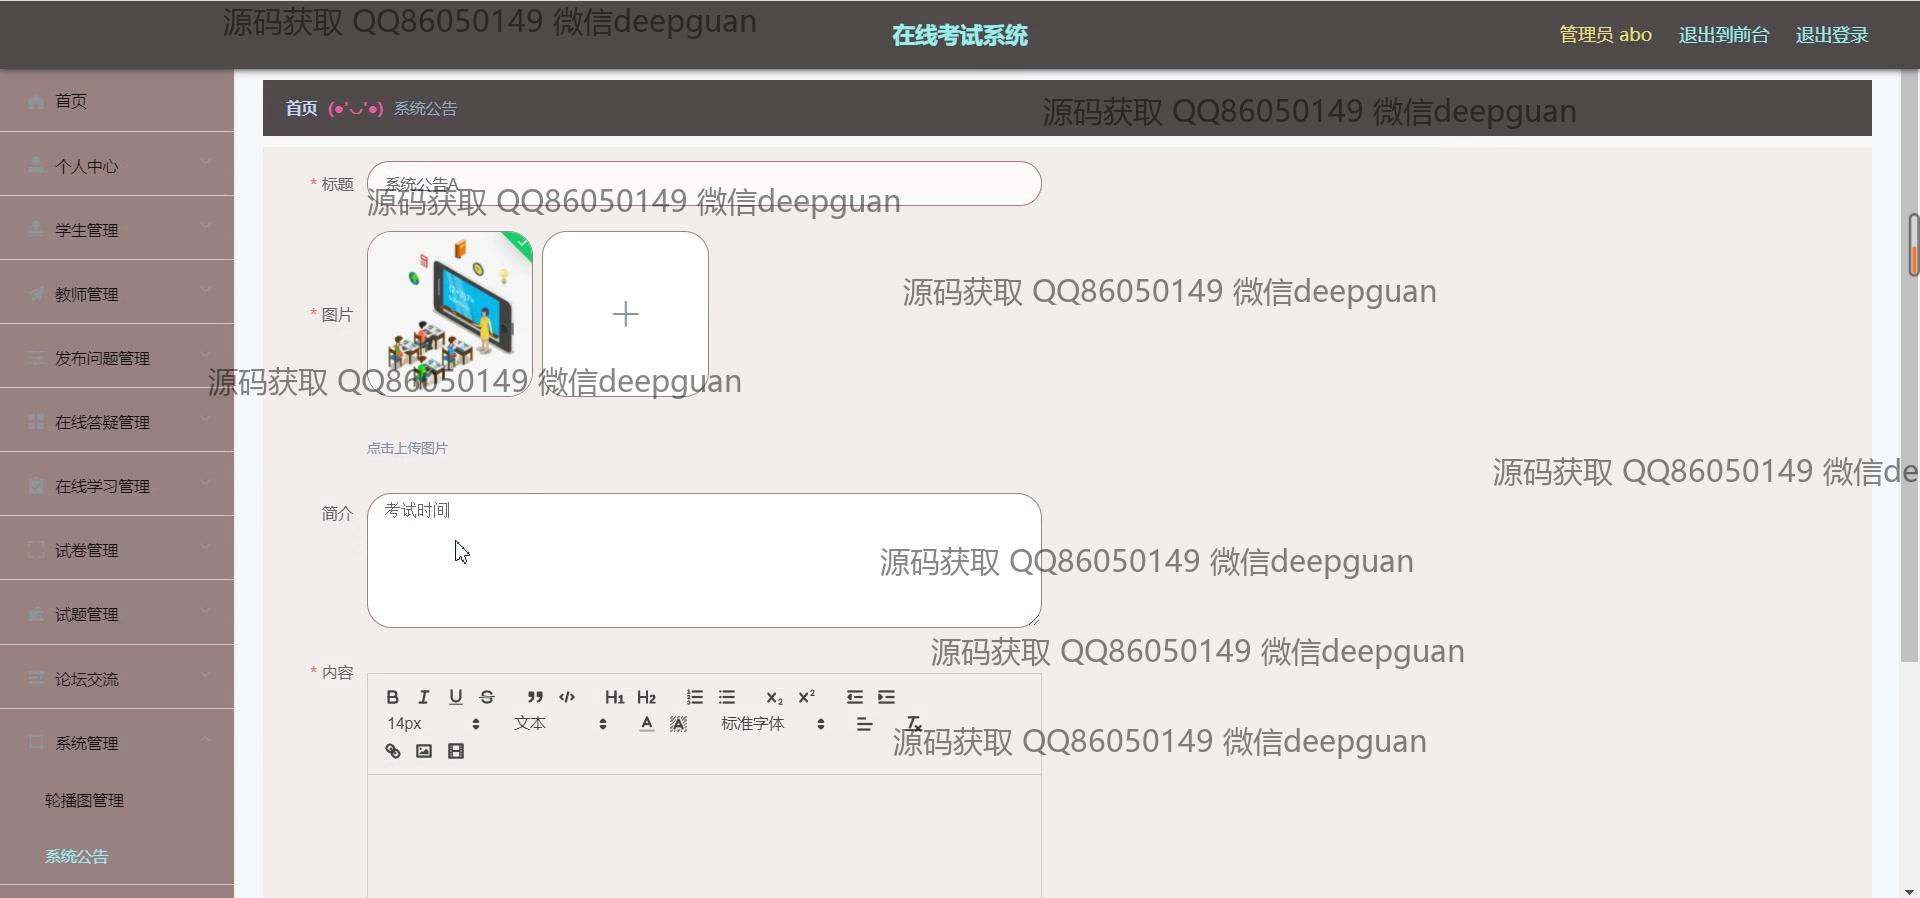 源码获取 QQ86050149 微信deepguan
在线考试系统
管理员 abo
退出到前台
退出登录
首页
个人中心
学生管理
教师管理
发布问题管理
在线答疑管理
在线学习管理
试卷管理
试题管理
论坛交流
系统管理
轮播图管理
系统公告
首页 (●'◡'●) 系统公告
源码获取 QQ86050149 微信deepguan
* 标题
系统公告A
源码获取 QQ86050149 微信deepguan
源码获取 QQ86050149 微信deepguan
* 图片
源码获取 QQ86050149 微信deepguan
点击上传图片
源码获取 QQ86050149 微信de
简介
考试时间
源码获取 QQ86050149 微信deepguan
源码获取 QQ86050149 微信deepguan
* 内容
B I U S H1 H2 X2 X2
14px 文本 A A 标准字体
源码获取 QQ86050149 微信deepguan